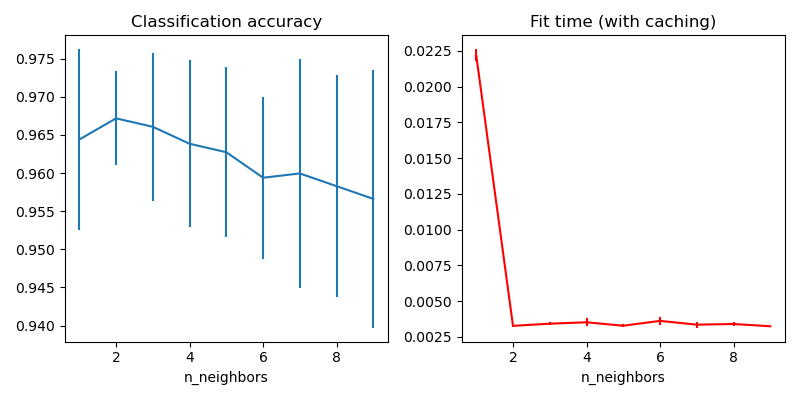 Classification accuracy
0.975
0.970
0.965
0.960
0.955
0.950
0.945
0.940
2 4 6 8
n_neighbors
Fit time (with caching)
0.0225
0.0200
0.0175
0.0150
0.0125
0.0100
0.0075
0.0050
0.0025
2 4 6 8
n_neighbors